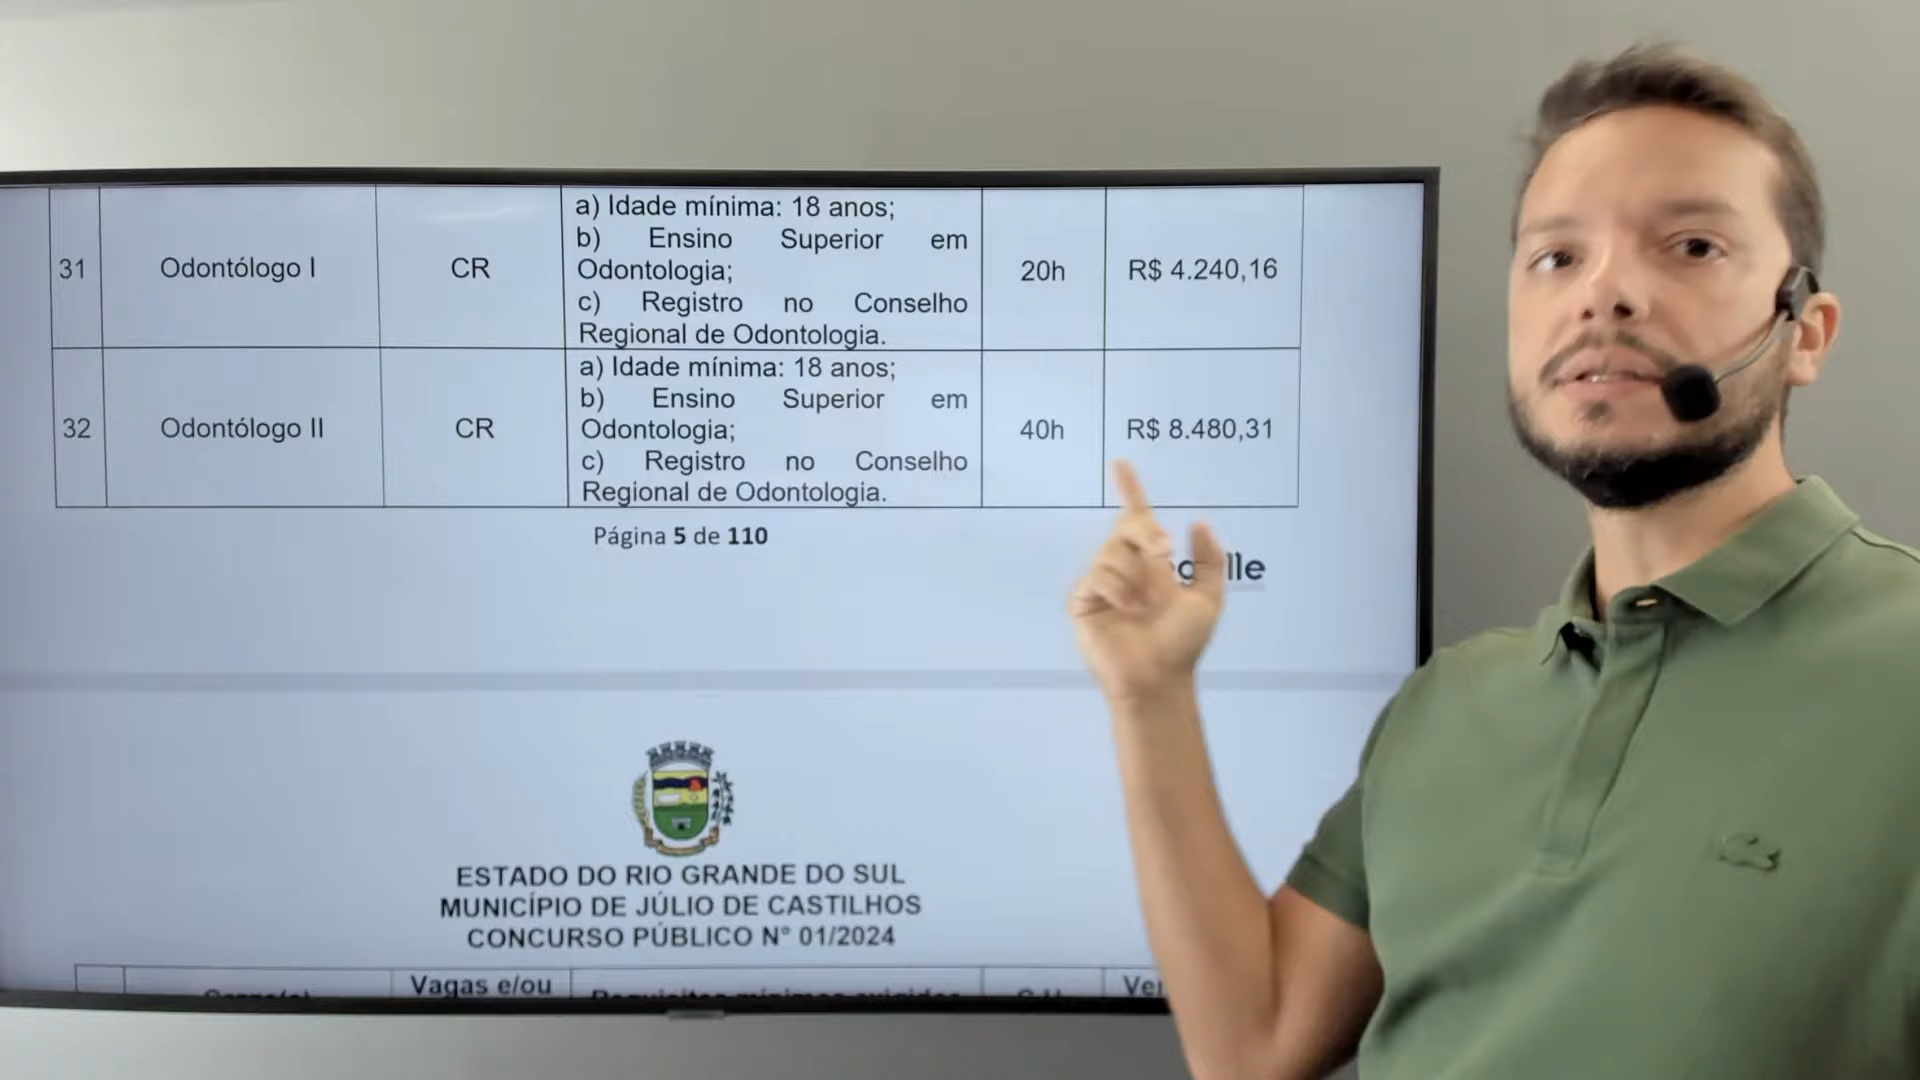 31
Odontólogo I
CR
a) Idade mínima: 18 anos;
b) Ensino Superior em
Odontologia;
c) Registro no Conselho
Regional de Odontologia.
20h
R$ 4.240,16
32
Odontólogo II
CR
a) Idade mínima: 18 anos;
b) Ensino Superior em
Odontologia;
c) Registro no Conselho
Regional de Odontologia.
40h
R$ 8.480,31
Página 5 de 110
ESTADO DO RIO GRANDE DO SUL
MUNICÍPIO DE JÚLIO DE CASTILHOS
CONCURSO PÚBLICO N° 01/2024
Vagas e/ou
Requisitos mínimos exigidos